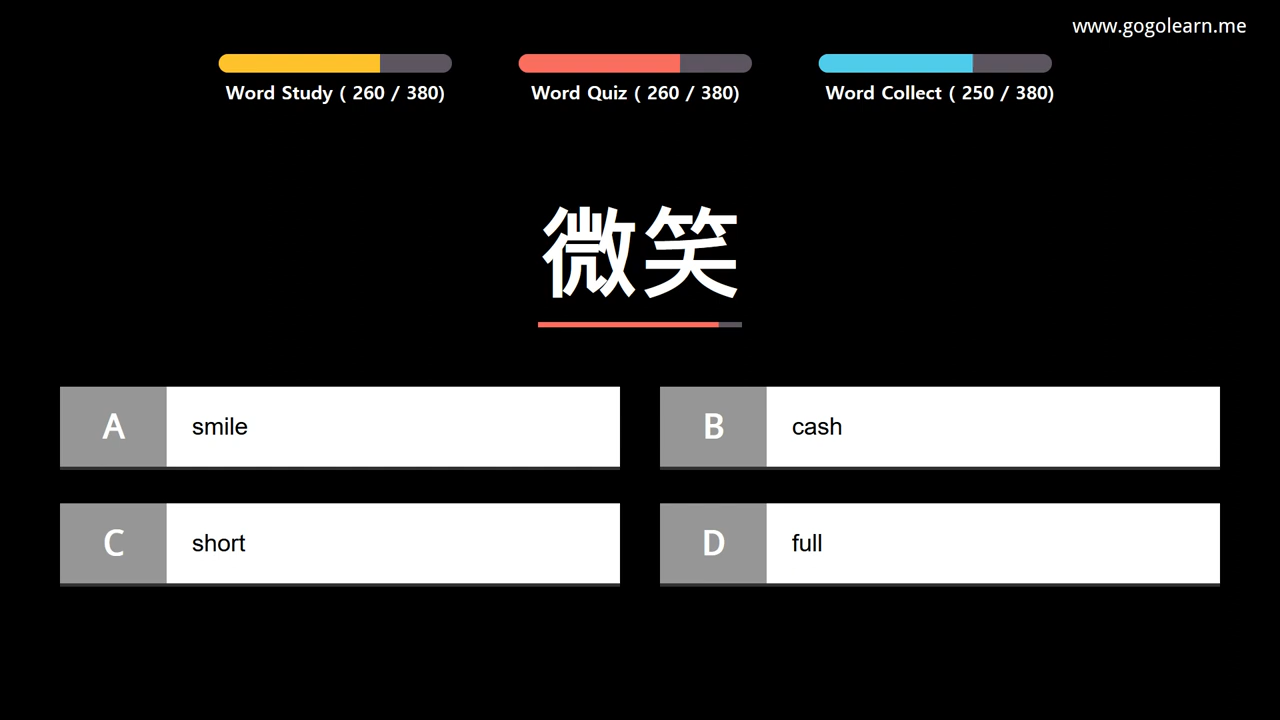 www.gogolearn.me
Word Study ( 260 / 380)
Word Quiz ( 260 / 380)
Word Collect ( 250 / 380)
微笑
A smile
B cash
C short
D full